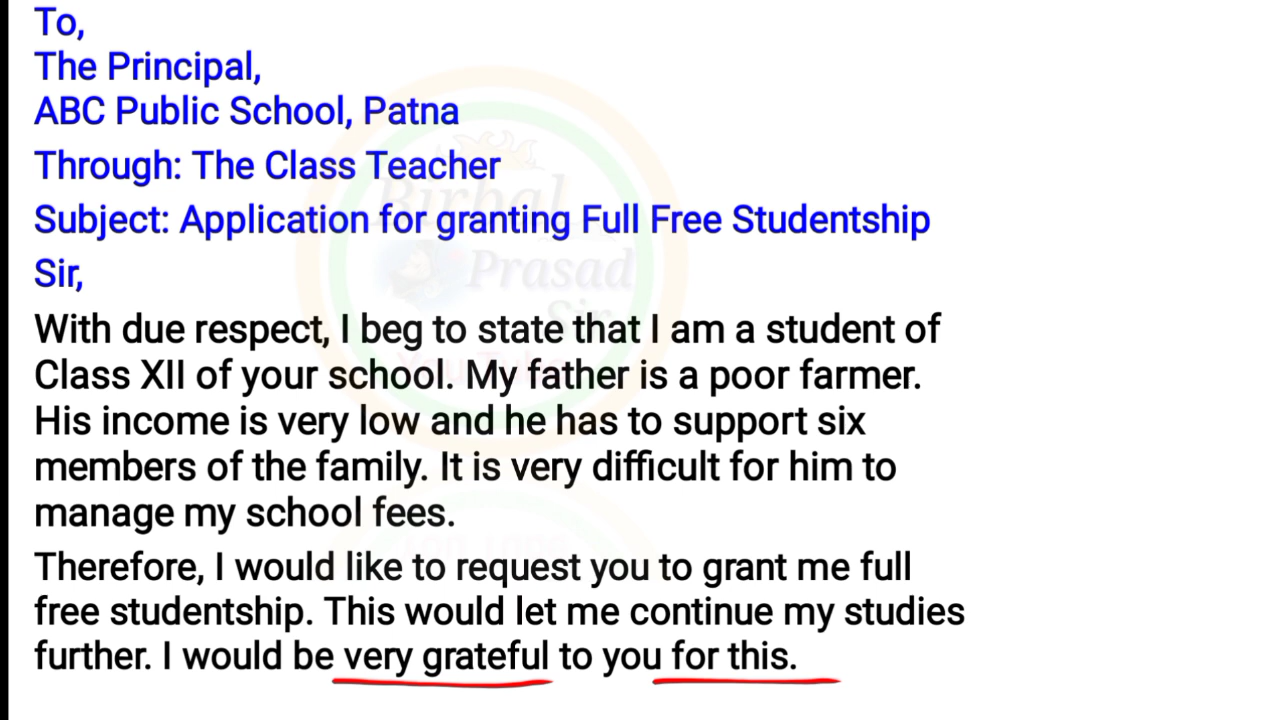 To,
The Principal,
ABC Public School, Patna
Through: The Class Teacher
Subject: Application for granting Full Free Studentship
Sir,
With due respect, I beg to state that I am a student of
Class XII of your school. My father is a poor farmer.
His income is very low and he has to support six
members of the family. It is very difficult for him to
manage my school fees.
Therefore, I would like to request you to grant me full
free studentship. This would let me continue my studies
further. I would be very grateful to you for this.
Birbal
Prasad
Sir
YouTube